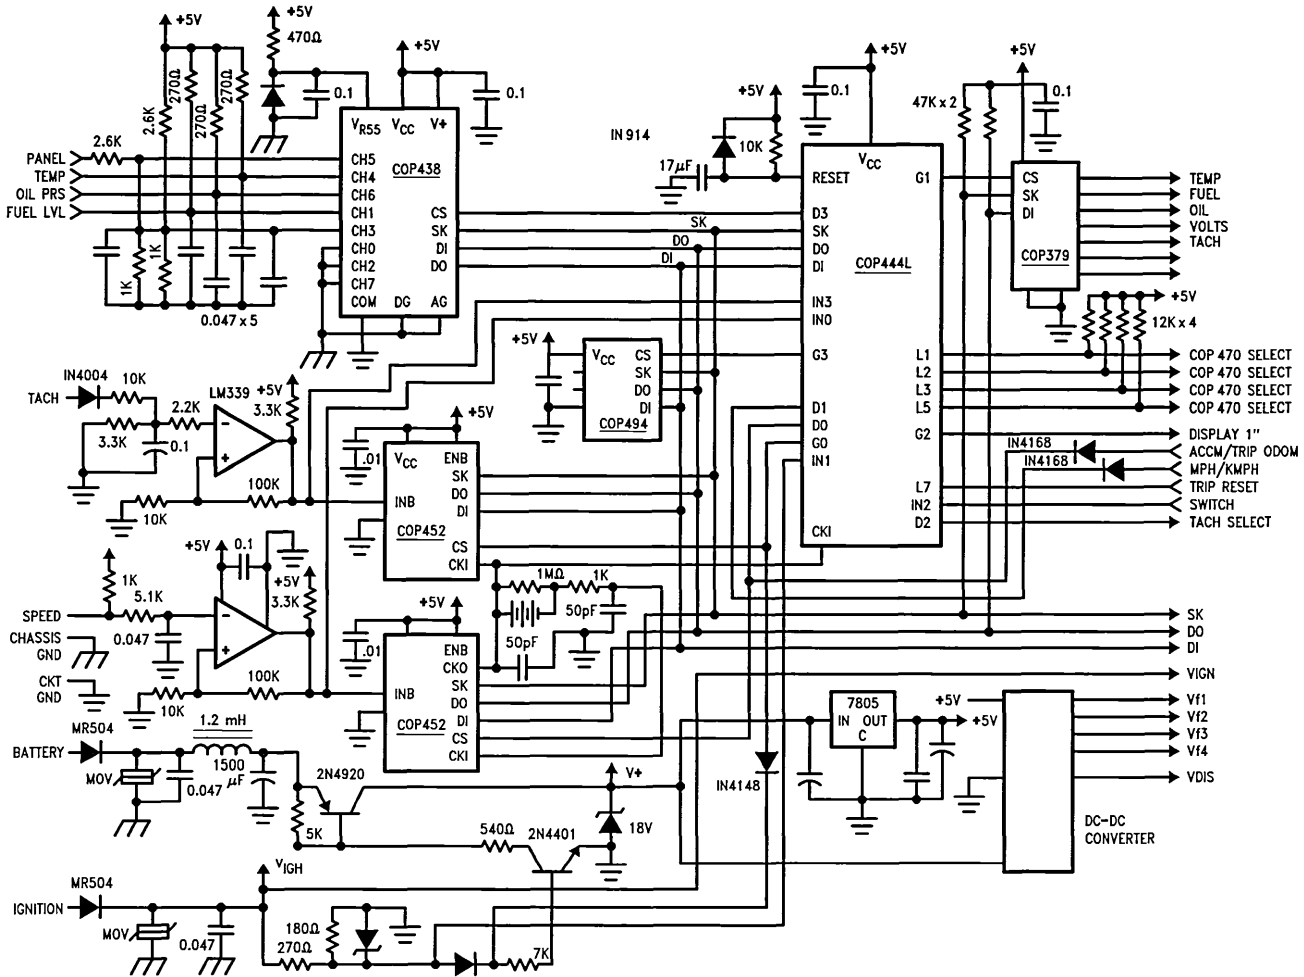 +5V
2.6K
270Ω
270Ω
270Ω
+5V
470Ω
0.1
+5V
0.1
2.6K
PANEL
TEMP
OIL PRS
FUEL LVL
1K
1K
0.047 x 5
VR55 VCC V+
COP438
CH5
CH4
CH6
CH1
CH3
CH0
CH2
CH7
COM DG AG
CS
SK
DI
DO
SK
DO
DI
IN 914
+5V
10K
17μF
0.1
+5V
VCC
COP444L
RESET
D3
SK
DO
DI
IN3
IN0
G3
D1
D0
G0
IN1
CKI
G1
L1
L2
L3
L5
G2
L7
IN2
D2
47K x 2
+5V
0.1
CS
SK
DI
COP379
TEMP
FUEL
OIL
VOLTS
TACH
+5V
12K x 4
COP 470 SELECT
COP 470 SELECT
COP 470 SELECT
COP 470 SELECT
DISPLAY 1"
IN4168
ACCM/TRIP ODOM
IN4168
MPH/KMPH
TRIP RESET
SWITCH
TACH SELECT
+5V
VCC
CS
SK
DO
DI
COP494
IN4004
TACH
10K
2.2K
3.3K
0.1
LM339
+5V
3.3K
-
+
100K
10K
+5V
.01
VCC
ENB
SK
DO
DI
INB
COP452
CS
CKI
+5V
0.1
+5V
3.3K
1K
5.1K
SPEED
0.047
CHASSIS
GND
CKT
GND
-
+
100K
10K
+5V
.01
ENB
CKO
SK
INB
DO
DI
COP452
CS
CKI
1MΩ
1K
50pF
50pF
SK
DO
DI
VIGN
MR504
BATTERY
1.2 mH
MOV
0.047
1500
μF
2N4920
5K
V+
18V
540Ω
2N4401
IN4148
7805
IN OUT
C
+5V
+5V
DC-DC
CONVERTER
Vf1
Vf2
Vf3
Vf4
VDIS
VIGH
MR504
IGNITION
MOV
0.047
180Ω
270Ω
7K